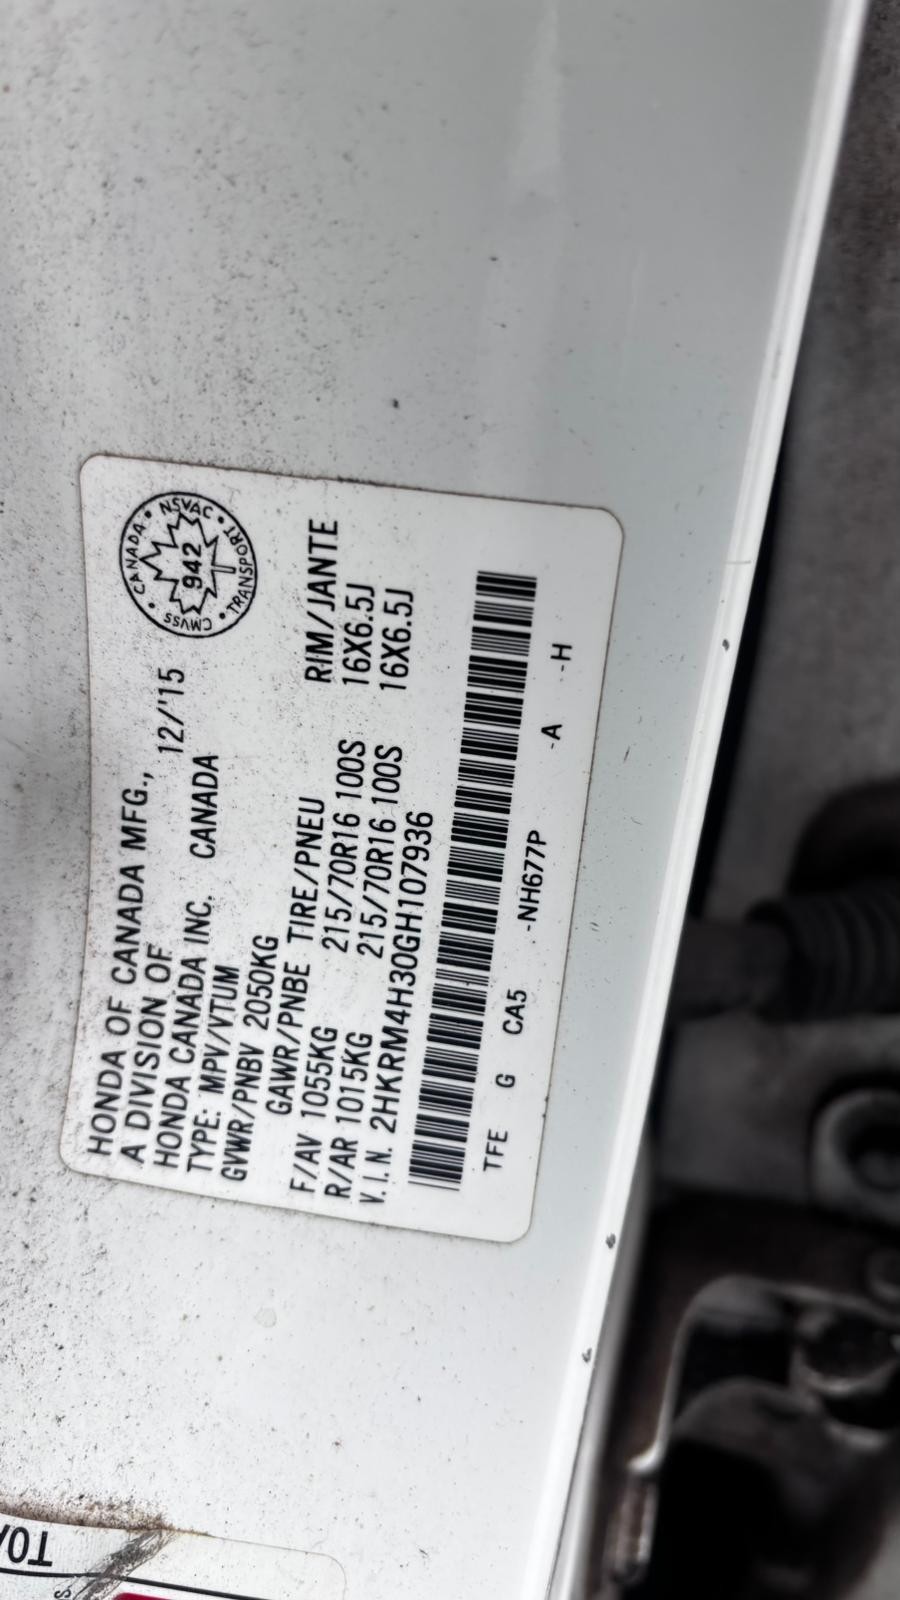 HONDA OF CANADA MFG.,
A DIVISION OF 12/'15
HONDA CANADA INC. CANADA
TYPE: MPV/VTUM
GVWR/PNBV 2050KG
GAWR/PNBE TIRE/PNEU RIM/JANTE
F/AV 1055KG 215/70R16 100S 16X6.5J
R/AR 1015KG 215/70R16 100S 16X6.5J
V.I.N. 2HKRM4H30GH107936
TFE G CA5 -NH677P -A -H
CANADA • NSVAC • TRANSPORT • CMVSS •
942